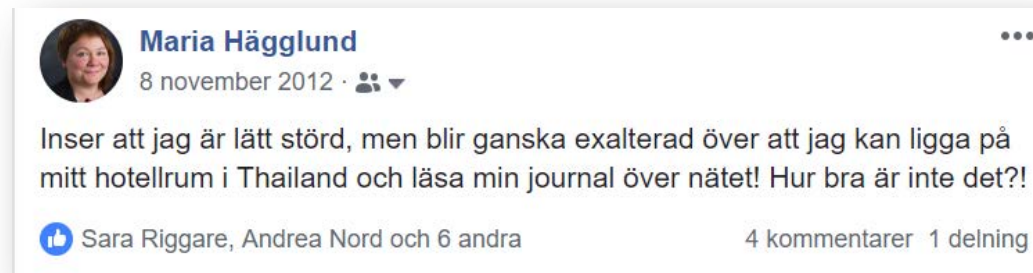 Maria Hägglund
8 november 2012 ·
Inser att jag är lätt störd, men blir ganska exalterad över att jag kan ligga på
mitt hotellrum i Thailand och läsa min journal över nätet! Hur bra är inte det?!
Sara Riggare, Andrea Nord och 6 andra 4 kommentarer 1 delning